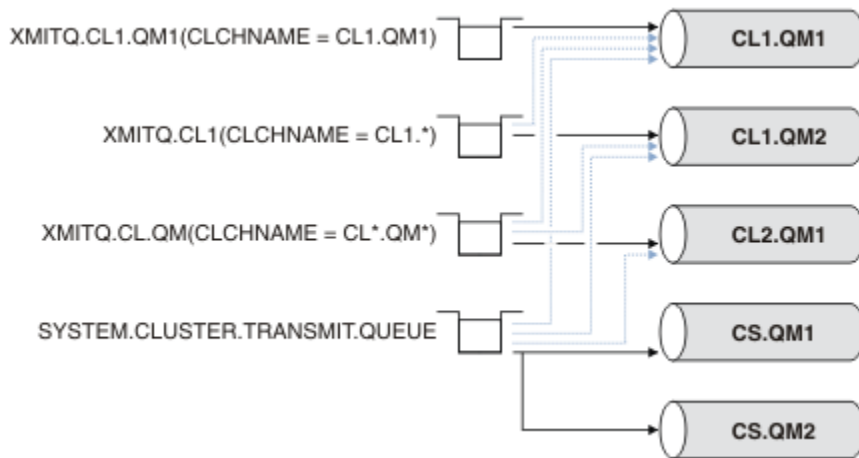 XMITQ.CL1.QM1(CLCHNAME = CL1.QM1)
CL1.QM1
XMITQ.CL1(CLCHNAME = CL1.*)
CL1.QM2
XMITQ.CL.QM(CLCHNAME = CL*.QM*)
CL2.QM1
SYSTEM.CLUSTER.TRANSMIT.QUEUE
CS.QM1
CS.QM2